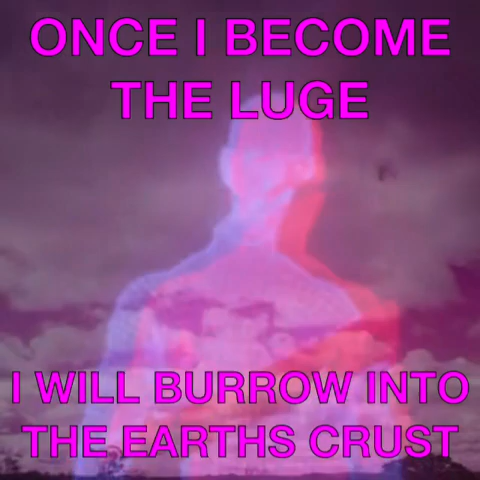 ONCE I BECOME
THE LUGE
I WILL BURROW INTO
THE EARTHS CRUST